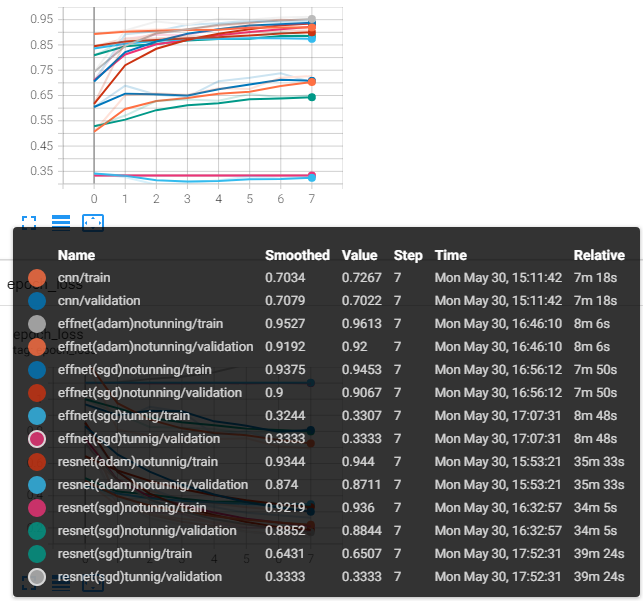 0.95
0.85
0.75
0.65
0.55
0.45
0.35
0 1 2 3 4 5 6 7
Name Smoothed Value Step Time Relative
cnn/train 0.7034 0.7267 7 Mon May 30, 15:11:42 7m 18s
cnn/validation 0.7079 0.7022 7 Mon May 30, 15:11:42 7m 18s
epoch_loss
effnet(adam)notunning/train 0.9527 0.9613 7 Mon May 30, 16:46:10 8m 6s
epoch_loss
effnet(adam)notunning/validation 0.9192 0.92 7 Mon May 30, 16:46:10 8m 6s
effnet(sgd)notunning/train 0.9375 0.9453 7 Mon May 30, 16:56:12 7m 50s
effnet(sgd)notunning/validation 0.9 0.9067 7 Mon May 30, 16:56:12 7m 50s
effnet(sgd)tunnig/train 0.3244 0.3307 7 Mon May 30, 17:07:31 8m 48s
effnet(sgd)tunnig/validation 0.3333 0.3333 7 Mon May 30, 17:07:31 8m 48s
resnet(adam)notunnig/train 0.9344 0.944 7 Mon May 30, 15:53:21 35m 33s
resnet(adam)notunnig/validation 0.874 0.8711 7 Mon May 30, 15:53:21 35m 33s
resnet(sgd)notunnig/train 0.9219 0.936 7 Mon May 30, 16:32:57 34m 5s
resnet(sgd)notunnig/validation 0.8852 0.8844 7 Mon May 30, 16:32:57 34m 5s
resnet(sgd)tunnig/train 0.6431 0.6507 7 Mon May 30, 17:52:31 39m 24s
resnet(sgd)tunnig/validation 0.3333 0.3333 7 Mon May 30, 17:52:31 39m 24s